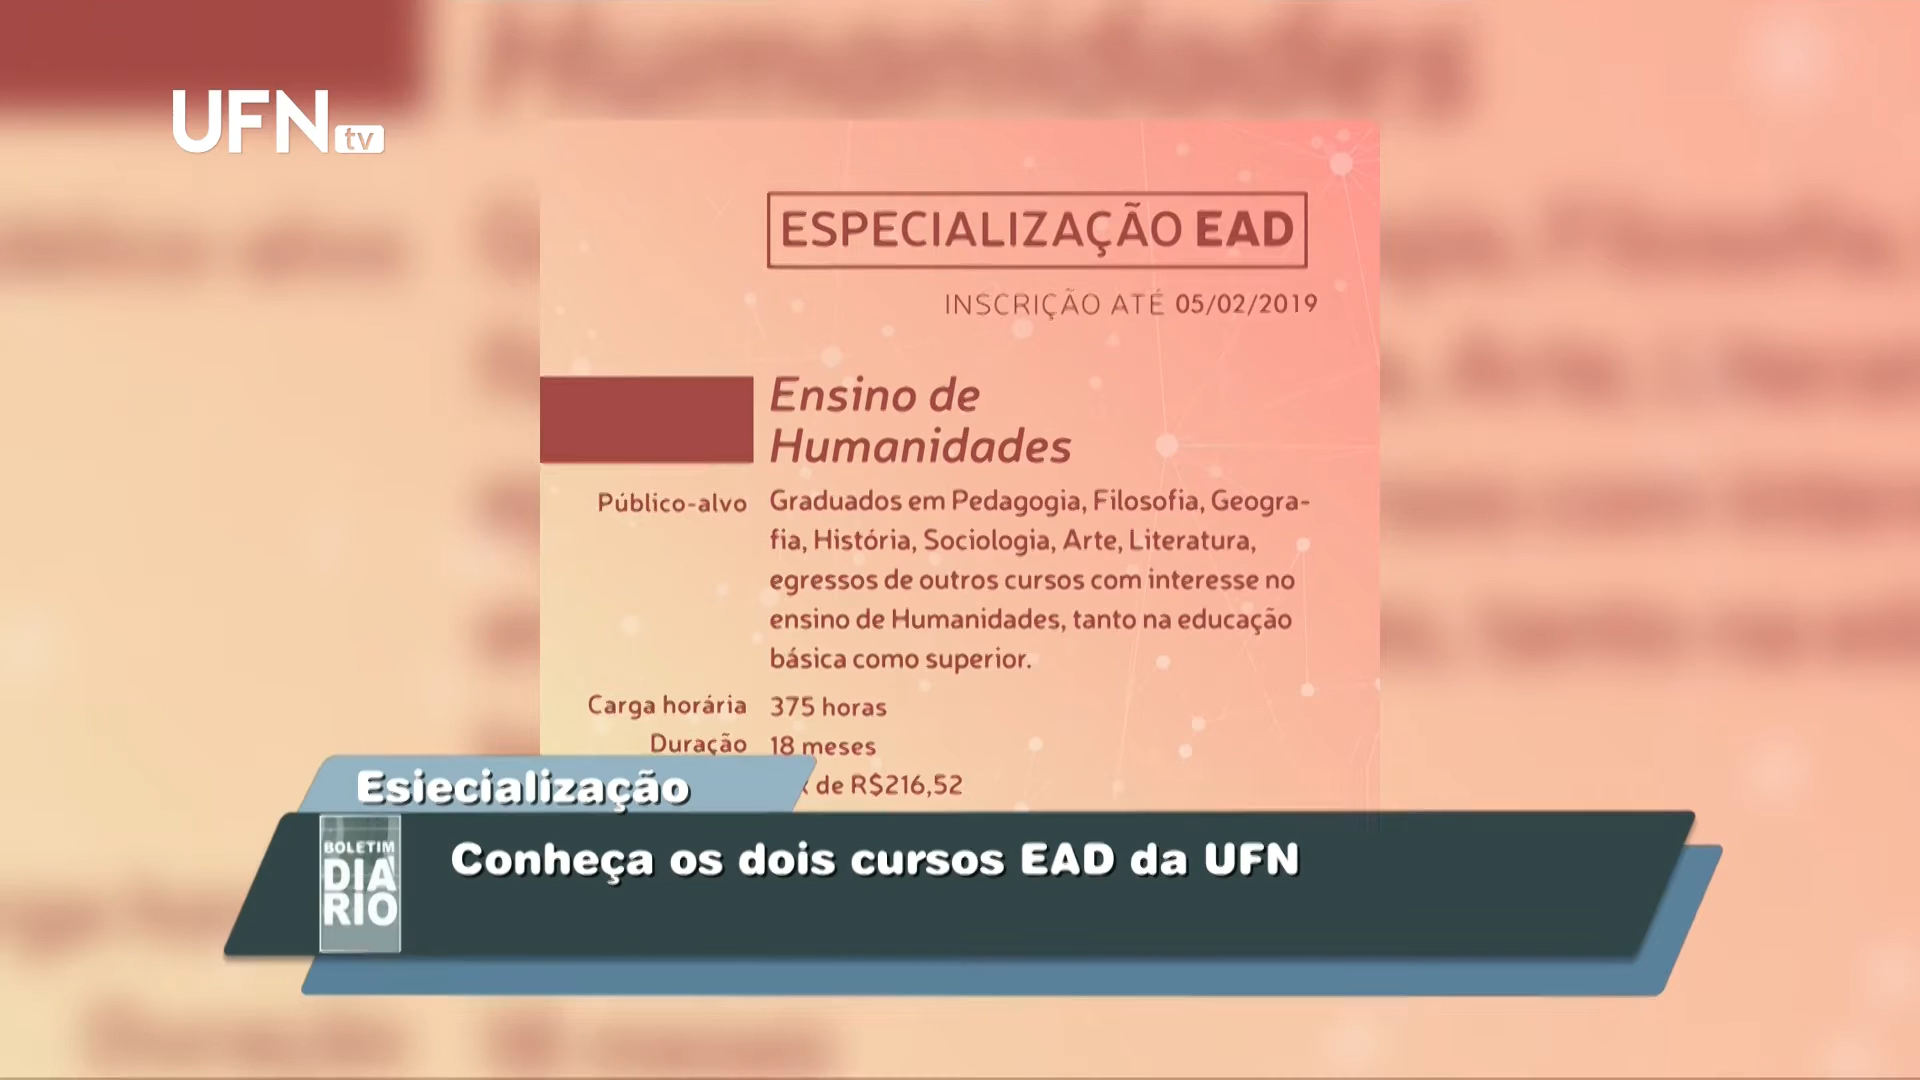 UFN tv
ESPECIALIZAÇÃO EAD
INSCRIÇÃO ATÉ 05/02/2019
Ensino de
Humanidades
Público-alvo Graduados em Pedagogia, Filosofia, Geogra-
fia, História, Sociologia, Arte, Literatura,
egressos de outros cursos com interesse no
ensino de Humanidades, tanto na educação
básica como superior.
Carga horária 375 horas
Duração 18 meses
de R$216,52
Esiecialização
BOLETIM
DIÁ
RIO
Conheça os dois cursos EAD da UFN